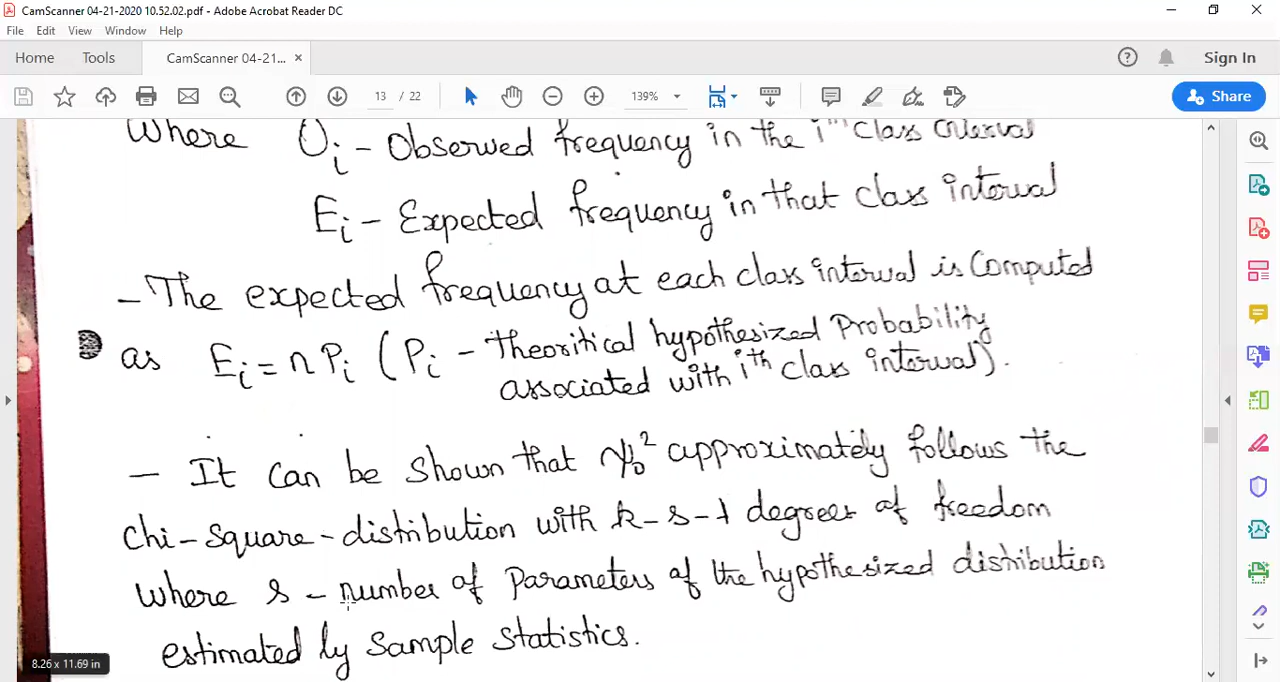 CamScanner 04-21-2020 10.52.02.pdf - Adobe Acrobat Reader DC
File Edit View Window Help
Home Tools CamScanner 04-21... × Sign In
13 / 22 139% Share
Where Oi - Observed frequency in the ith class interval
Ei - Expected frequency in that class interval
- The expected frequency at each class interval is Computed
as Ei = n Pi (Pi - theoritical hypothesized Probability
associated with ith class interval).
- It can be shown that χ0² approximately follows the
Chi-Square-distribution with k-s-1 degrees of freedom
Where s - number of Parameters of the hypothesized distribution
estimated by Sample Statistics.
8.26 x 11.69 in